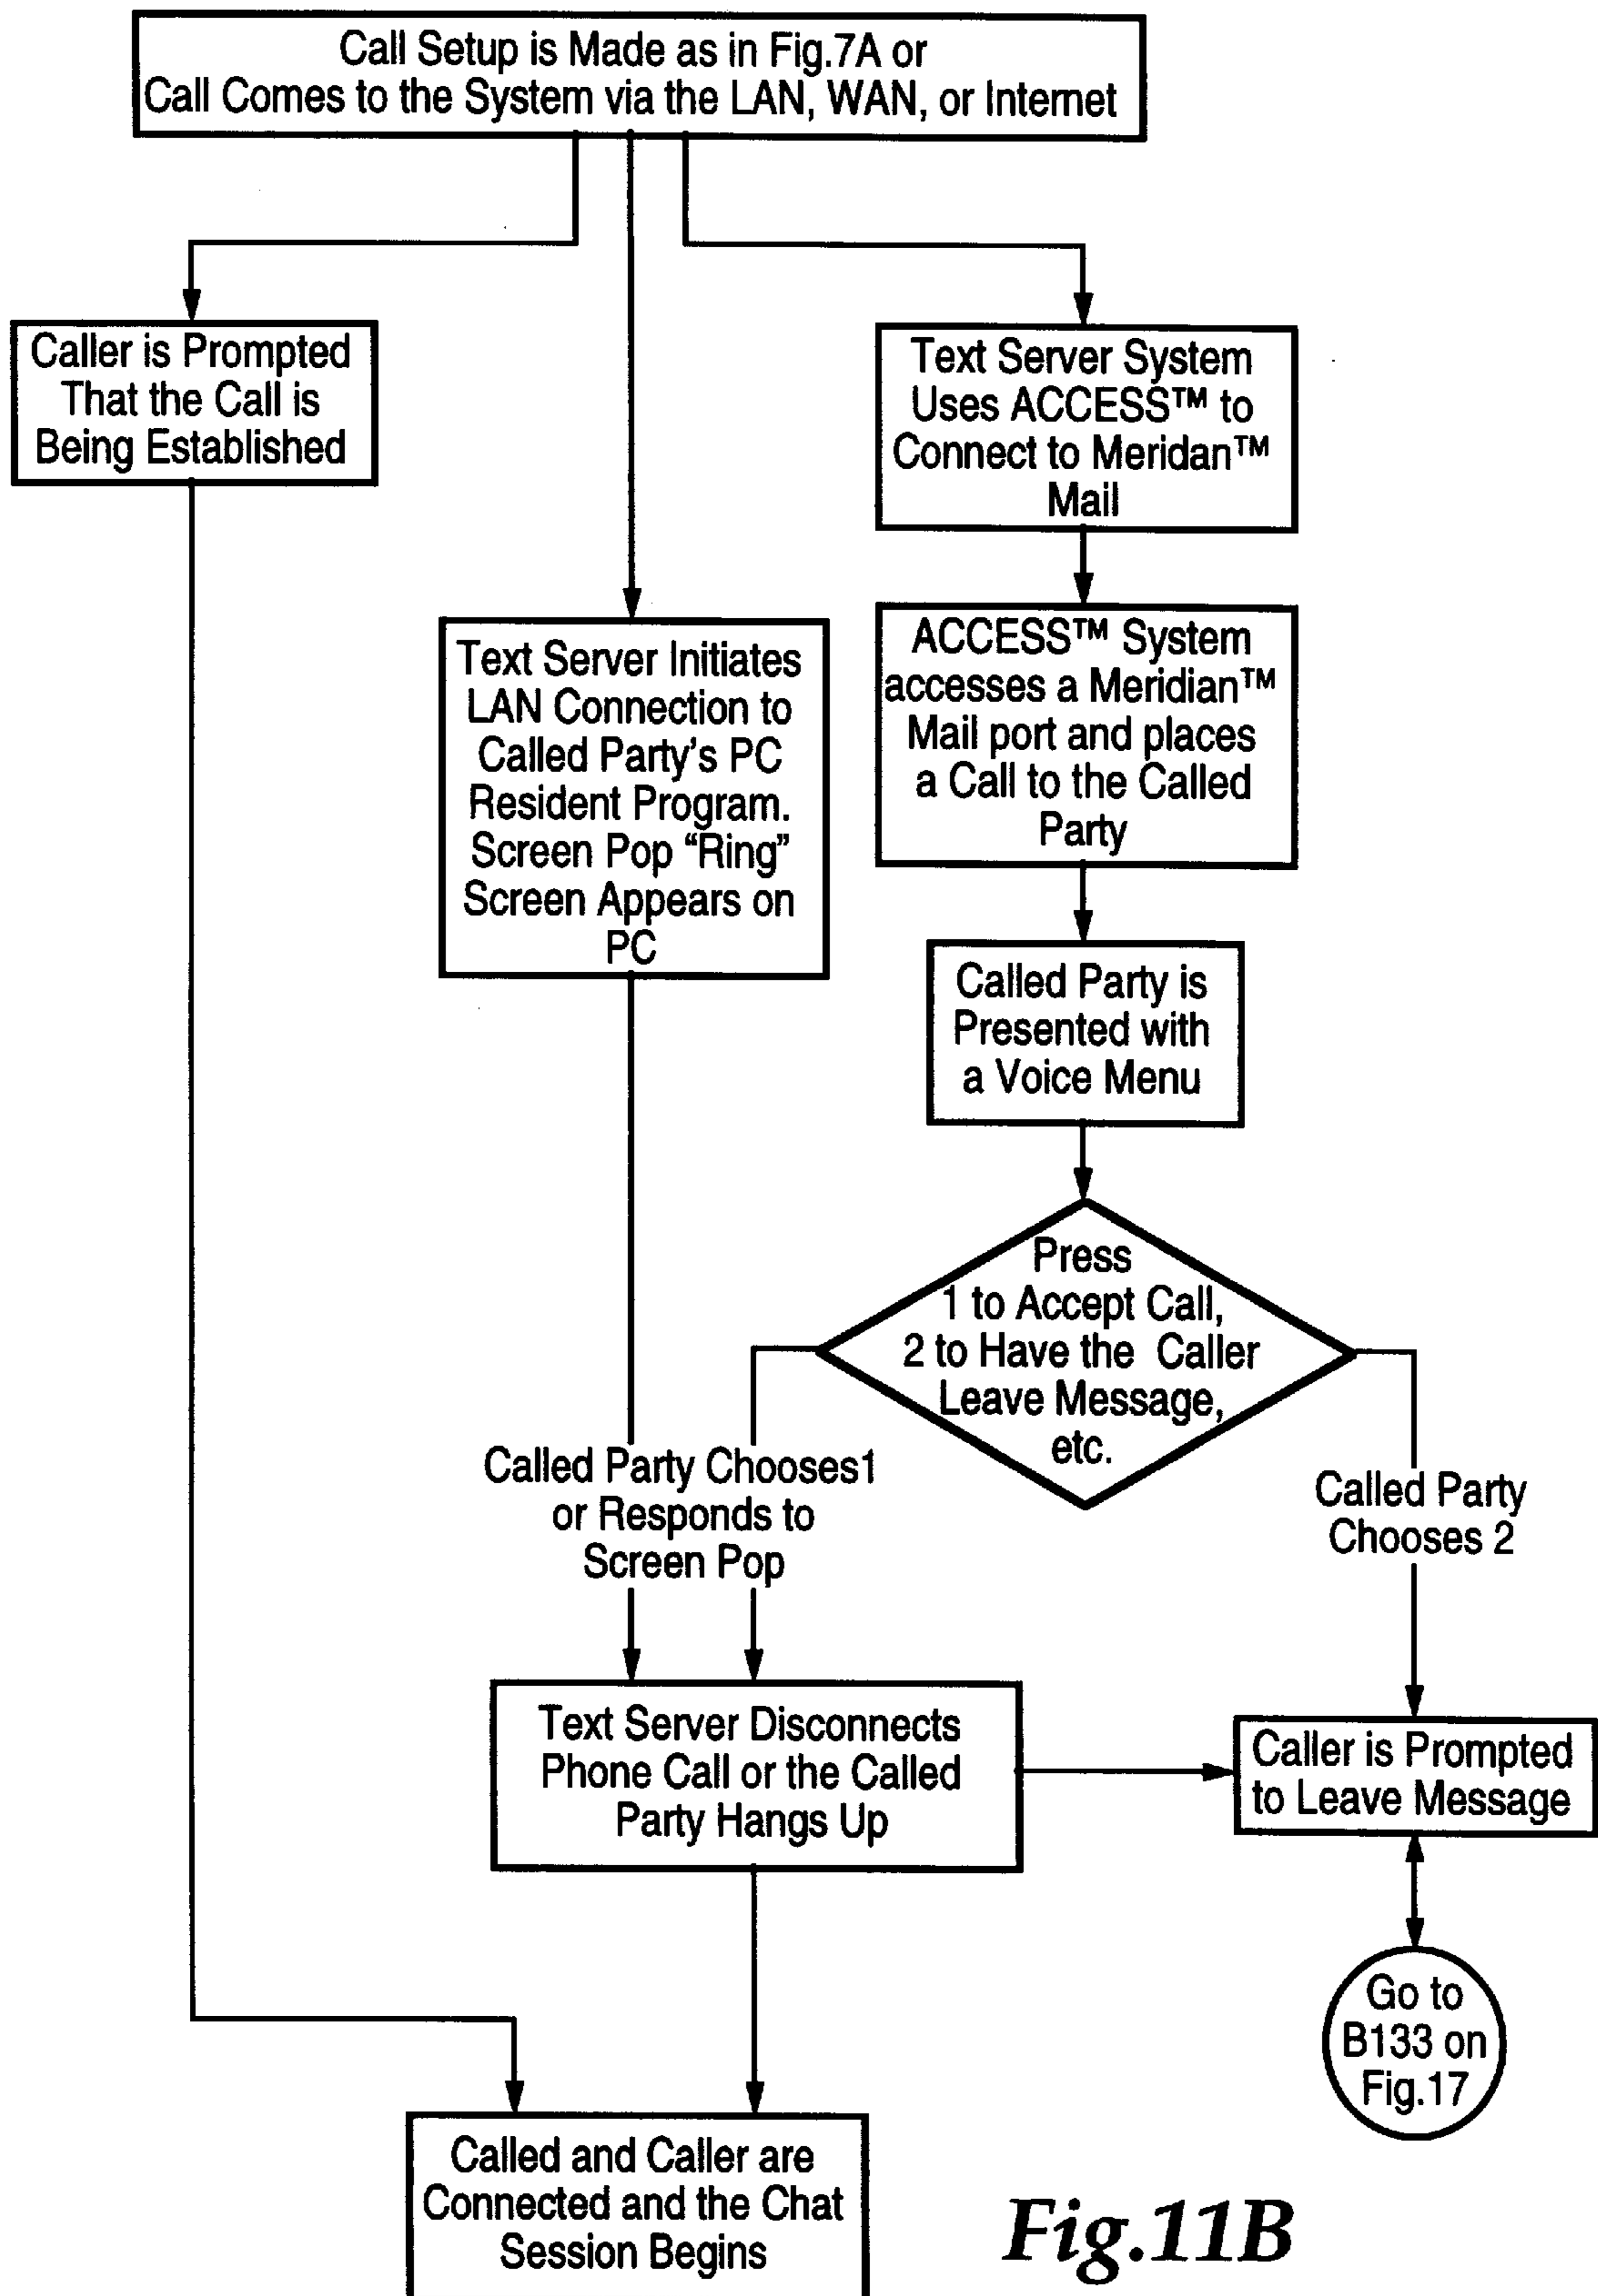 Call Setup is Made as in Fig.7A or
Call Comes to the System via the LAN, WAN, or Internet
Caller is Prompted
That the Call is
Being Established
Text Server System
Uses ACCESS™ to
Connect to Meridan™
Mail
Text Server Initiates
LAN Connection to
Called Party's PC
Resident Program.
Screen Pop “Ring”
Screen Appears on
PC
ACCESS™ System
accesses a Meridian™
Mail port and places
a Call to the Called
Party
Called Party is
Presented with
a Voice Menu
Press
1 to Accept Call,
2 to Have the Caller
Leave Message,
etc.
Called Party Chooses1
or Responds to
Screen Pop
Called Party
Chooses 2
Text Server Disconnects
Phone Call or the Called
Party Hangs Up
Caller is Prompted
to Leave Message
Go to
B133 on
Fig.17
Called and Caller are
Connected and the Chat
Session Begins
Fig.11B